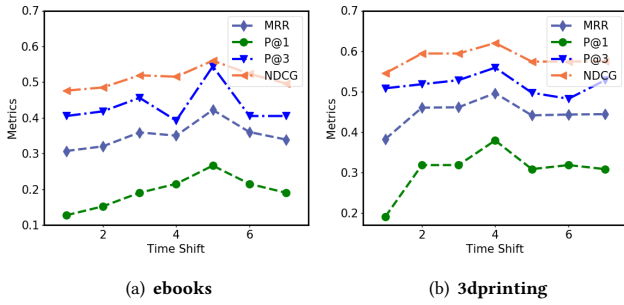 0.7
0.6
0.5
0.4
0.3
0.2
0.1
Metrics
2
4
6
Time Shift
MRR
P@1
P@3
NDCG
(a) ebooks
0.7
0.6
0.5
0.4
0.3
0.2
Metrics
2
4
6
Time Shift
MRR
P@1
P@3
NDCG
(b) 3dprinting